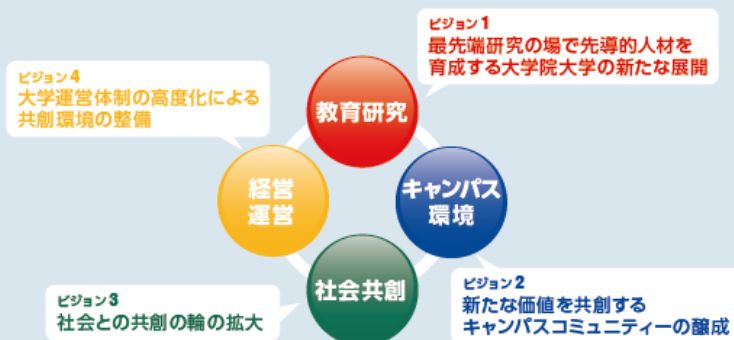 ビジョン1
最先端研究の場で先導的人材を
育成する大学院大学の新たな展開
ビジョン4
大学運営体制の高度化による
共創環境の整備
教育研究
経営
運営
キャンパス
環境
社会共創
ビジョン3
社会との共創の輪の拡大
ビジョン2
新たな価値を共創する
キャンパスコミュニティーの醸成